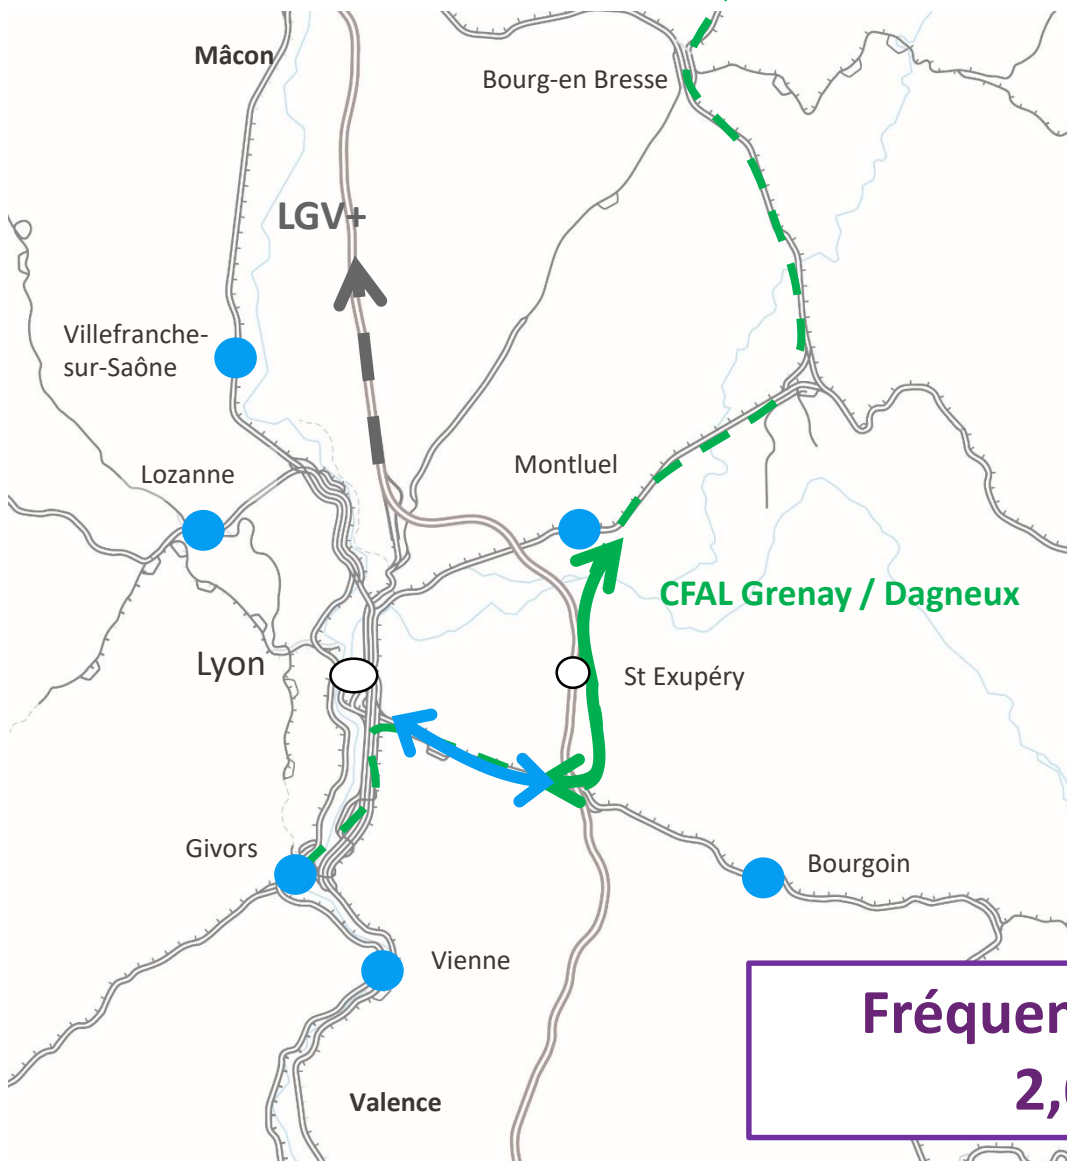 Mâcon
Bourg-en Bresse
LGV+
Villefranche-
sur-Saône
Lozanne
Montluel
CFAL Grenay / Dagneux
Lyon
St Exupéry
Givors
Bourgoin
Vienne
Valence